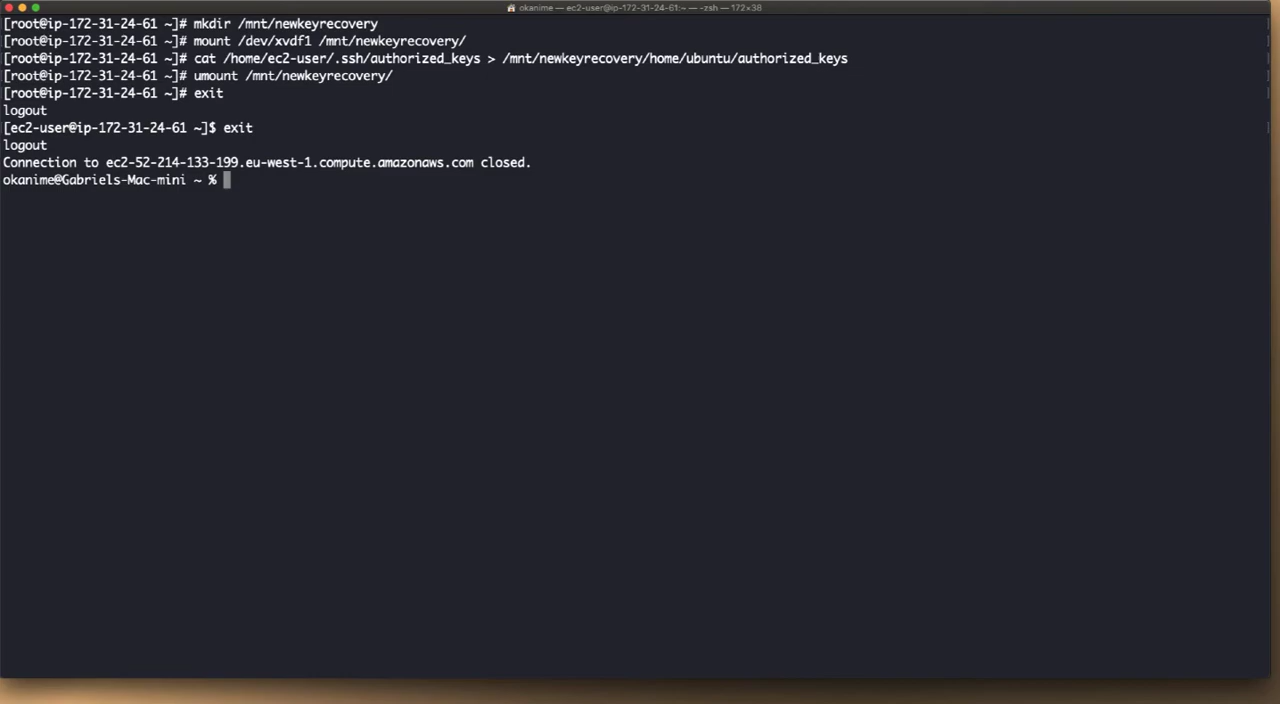 okanime — ec2-user@ip-172-31-24-61:~ — -zsh — 172×38
[root@ip-172-31-24-61 ~]# mkdir /mnt/newkeyrecovery
[root@ip-172-31-24-61 ~]# mount /dev/xvdf1 /mnt/newkeyrecovery/
[root@ip-172-31-24-61 ~]# cat /home/ec2-user/.ssh/authorized_keys > /mnt/newkeyrecovery/home/ubuntu/authorized_keys
[root@ip-172-31-24-61 ~]# umount /mnt/newkeyrecovery/
[root@ip-172-31-24-61 ~]# exit
logout
[ec2-user@ip-172-31-24-61 ~]$ exit
logout
Connection to ec2-52-214-133-199.eu-west-1.compute.amazonaws.com closed.
okanime@Gabriels-Mac-mini ~ %